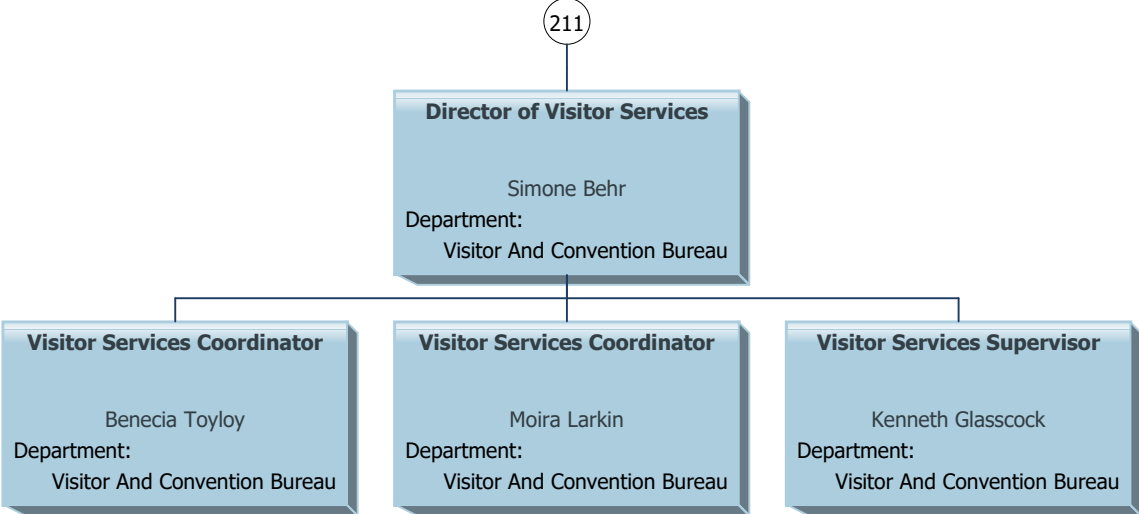 211
Director of Visitor Services
Simone Behr
Department:
Visitor And Convention Bureau
Visitor Services Coordinator
Benecia Toyloy
Department:
Visitor And Convention Bureau
Visitor Services Coordinator
Moira Larkin
Department:
Visitor And Convention Bureau
Visitor Services Supervisor
Kenneth Glasscock
Department:
Visitor And Convention Bureau